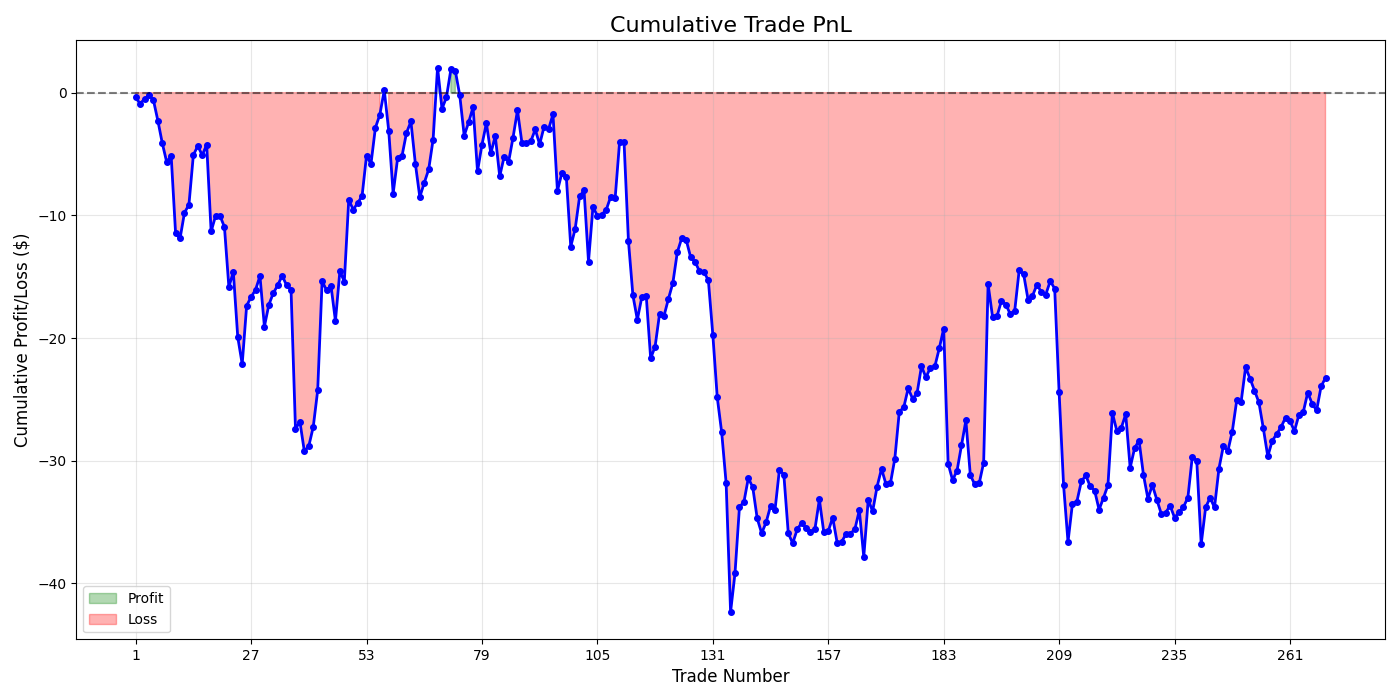 Cumulative Trade PnL
Cumulative Profit/Loss ($)
0
−10
−20
−30
−40
Profit
Loss
1 27 53 79 105 131 157 183 209 235 261
Trade Number